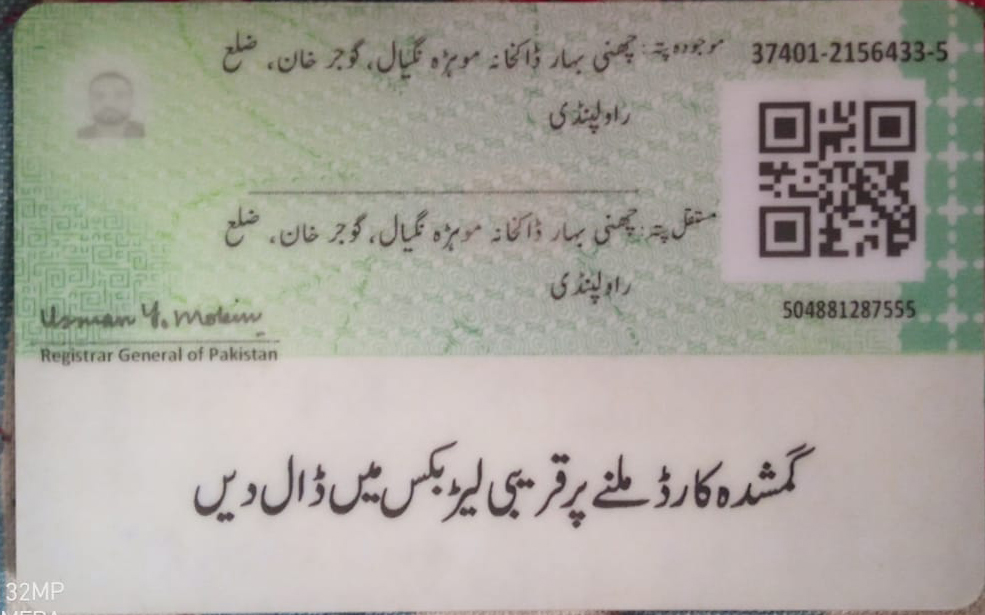 37401-2156433-5
موجودہ پتہ: چھنی بہار ڈاکخانہ موہڑہ نگیال، گوجر خان، ضلع
راولپنڈی
مستقل پتہ: چھنی بہار ڈاکخانہ موہڑہ نگیال، گوجر خان، ضلع
راولپنڈی
504881287555
Usman Y. Mobin
Registrar General of Pakistan
گمشدہ کارڈ ملنے پر قریبی لیٹر بکس میں ڈال دیں
32MP